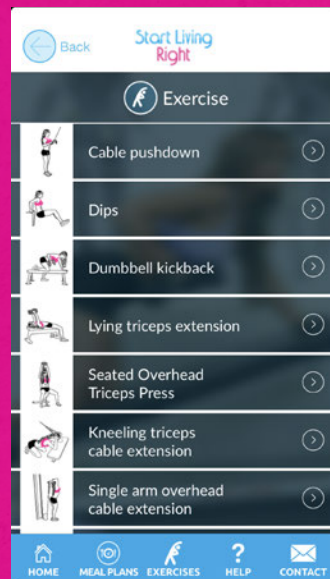 Back
Start Living
Right
Exercise
Cable pushdown
Dips
Dumbbell kickback
Lying triceps extension
Seated Overhead
Triceps Press
Kneeling triceps
cable extension
Single arm overhead
cable extension
HOME MEAL PLANS EXERCISES HELP CONTACT